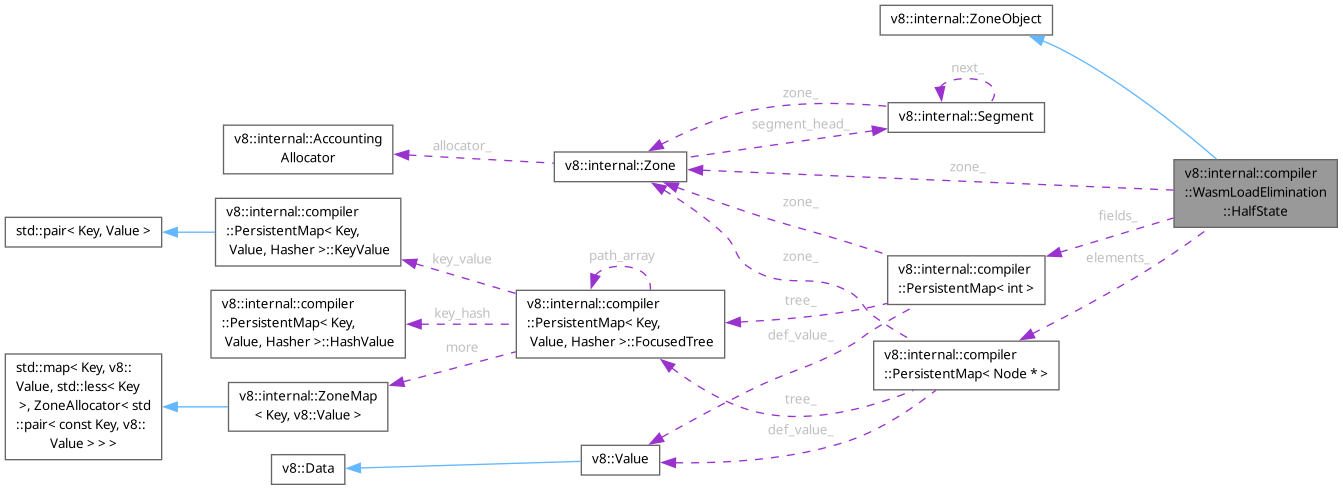 v8::internal::ZoneObject
next_
zone_
v8::internal::Segment
segment_head_
v8::internal::Accounting
Allocator
allocator_
v8::internal::Zone
zone_
v8::internal::compiler
::WasmLoadElimination
::HalfState
std::pair< Key, Value >
v8::internal::compiler
::PersistentMap< Key,
Value, Hasher >::KeyValue
zone_
fields_
key_value
path_array
zone_
v8::internal::compiler
::PersistentMap< int >
elements_
v8::internal::compiler
::PersistentMap< Key,
Value, Hasher >::HashValue
key_hash
v8::internal::compiler
::PersistentMap< Key,
Value, Hasher >::FocusedTree
tree_
def_value_
more
v8::internal::compiler
::PersistentMap< Node * >
std::map< Key, v8::
Value, std::less< Key
>, ZoneAllocator< std
::pair< const Key, v8::
Value > > >
v8::internal::ZoneMap
< Key, v8::Value >
tree_
def_value_
v8::Data
v8::Value